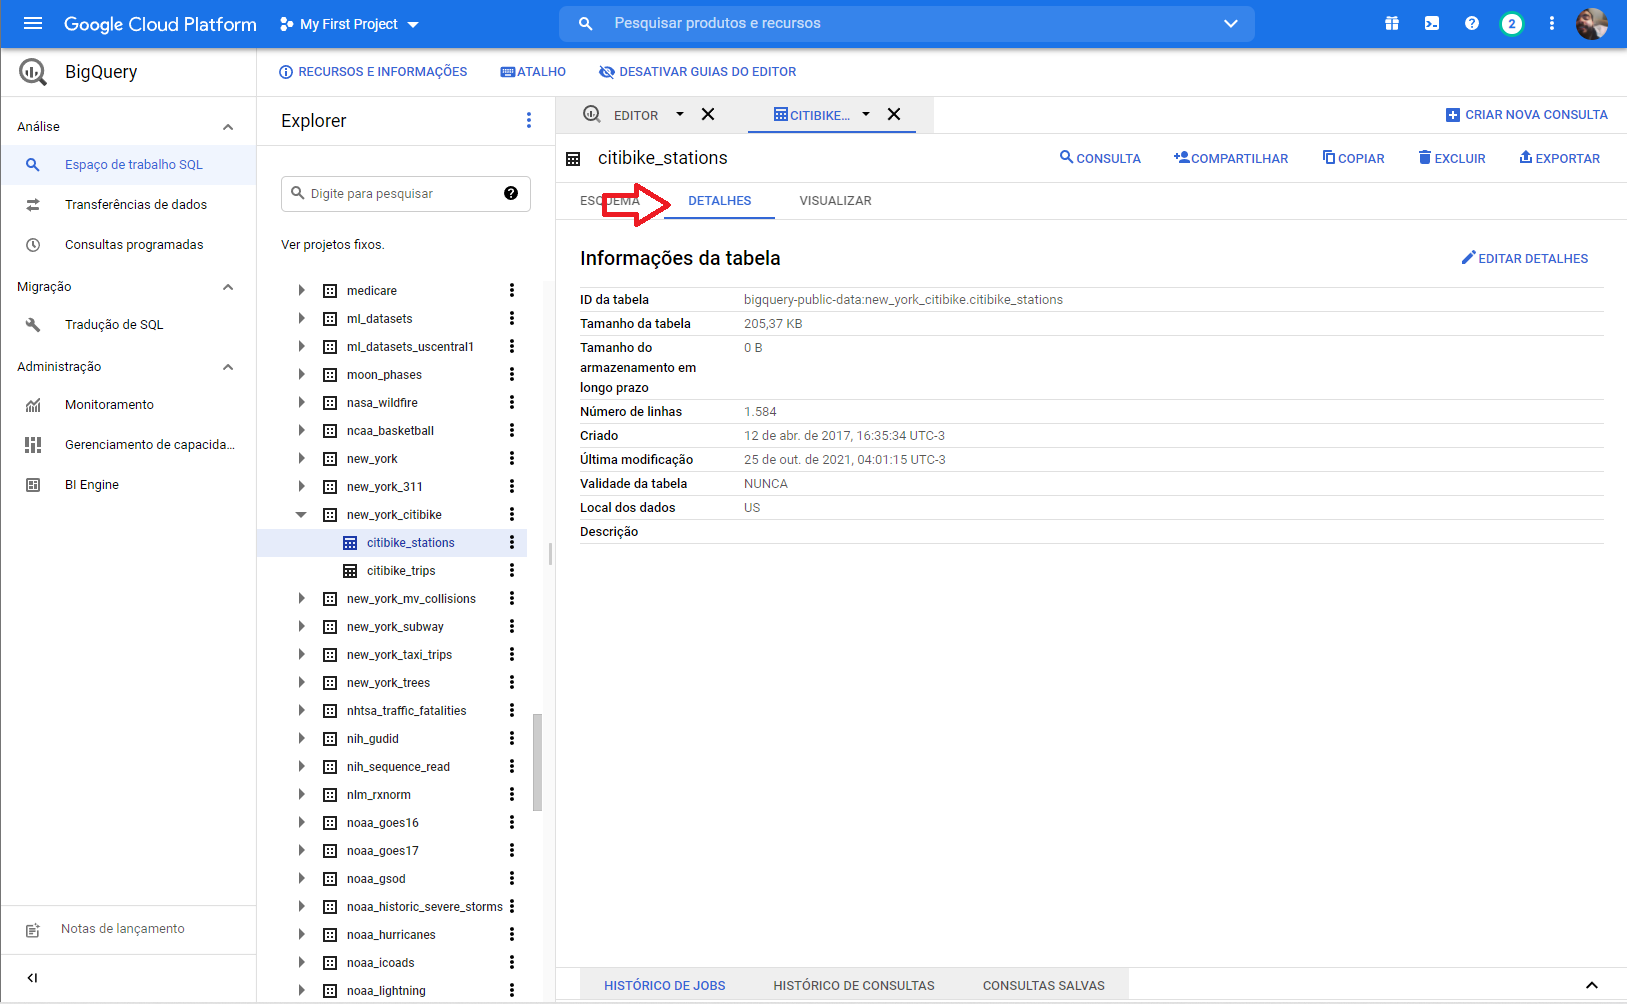 Google Cloud Platform
My First Project
Pesquisar produtos e recursos
2
BigQuery
RECURSOS E INFORMAÇÕES
ATALHO
DESATIVAR GUIAS DO EDITOR
Análise
Espaço de trabalho SQL
Transferências de dados
Consultas programadas
Migração
Tradução de SQL
Administração
Monitoramento
Gerenciamento de capacida...
BI Engine
Notas de lançamento
Explorer
Digite para pesquisar
Ver projetos fixos.
medicare
ml_datasets
ml_datasets_uscentral1
moon_phases
nasa_wildfire
ncaa_basketball
new_york
new_york_311
new_york_citibike
citibike_stations
citibike_trips
new_york_mv_collisions
new_york_subway
new_york_taxi_trips
new_york_trees
nhtsa_traffic_fatalities
nih_gudid
nih_sequence_read
nlm_rxnorm
noaa_goes16
noaa_goes17
noaa_gsod
noaa_historic_severe_storms
noaa_hurricanes
noaa_icoads
noaa_lightning
EDITOR
CITIBIKE...
CRIAR NOVA CONSULTA
citibike_stations
CONSULTA
COMPARTILHAR
COPIAR
EXCLUIR
EXPORTAR
ESQUEMA
DETALHES
VISUALIZAR
Informações da tabela
EDITAR DETALHES
ID da tabela bigquery-public-data:new_york_citibike.citibike_stations
Tamanho da tabela 205,37 KB
Tamanho do 0 B
armazenamento em
longo prazo
Número de linhas 1.584
Criado 12 de abr. de 2017, 16:35:34 UTC-3
Última modificação 25 de out. de 2021, 04:01:15 UTC-3
Validade da tabela NUNCA
Local dos dados US
Descrição
HISTÓRICO DE JOBS
HISTÓRICO DE CONSULTAS
CONSULTAS SALVAS